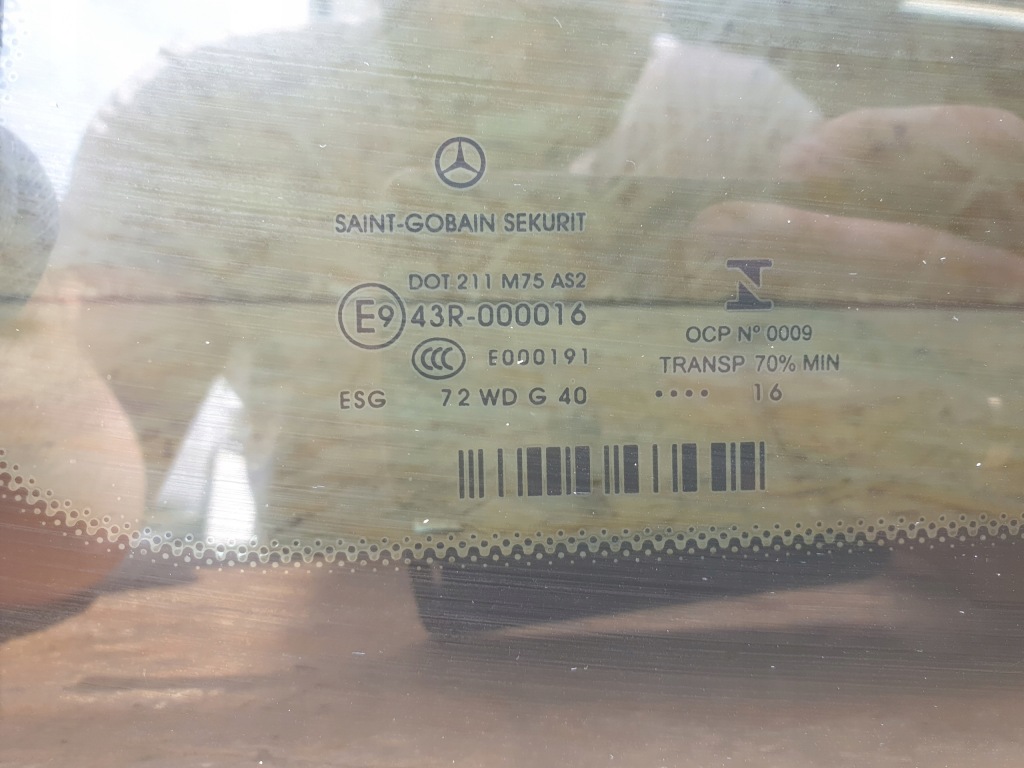 SAINT-GOBAIN SEKURIT
DOT 211 M75 AS2
E9 43R-000016
CCC E000191
ESG 72 WD G 40
N
OCP Nº 0009
TRANSP 70% MIN
•••• 16